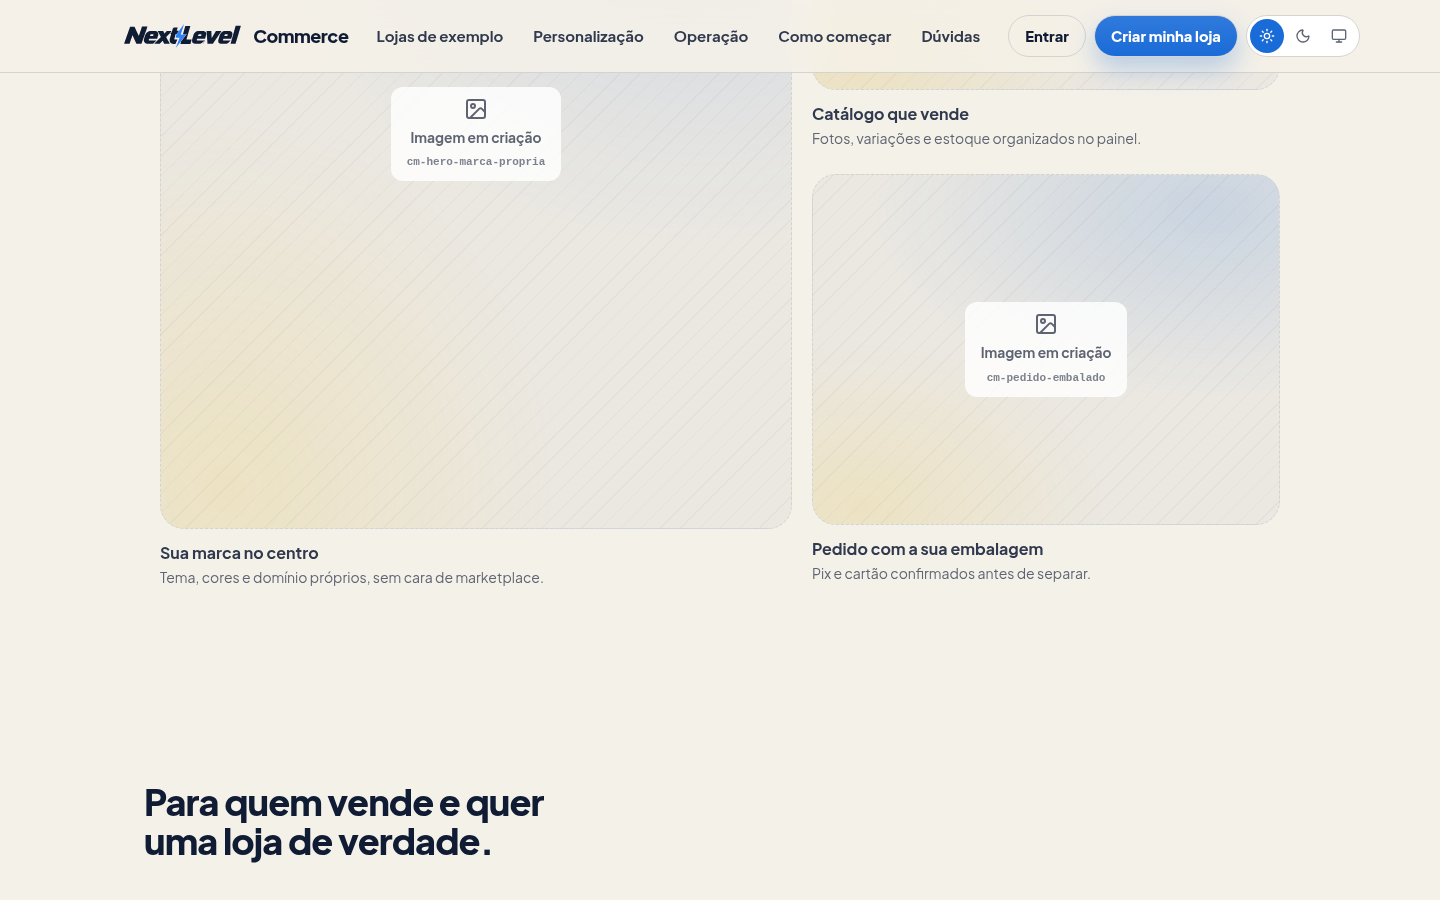 NextLevel Commerce
Lojas de exemplo
Personalização
Operação
Como começar
Dúvidas
Entrar
Criar minha loja
Imagem em criação
cm-hero-marca-propria
Sua marca no centro
Tema, cores e domínio próprios, sem cara de marketplace.
Catálogo que vende
Fotos, variações e estoque organizados no painel.
Imagem em criação
cm-pedido-embalado
Pedido com a sua embalagem
Pix e cartão confirmados antes de separar.
Para quem vende e quer
uma loja de verdade.